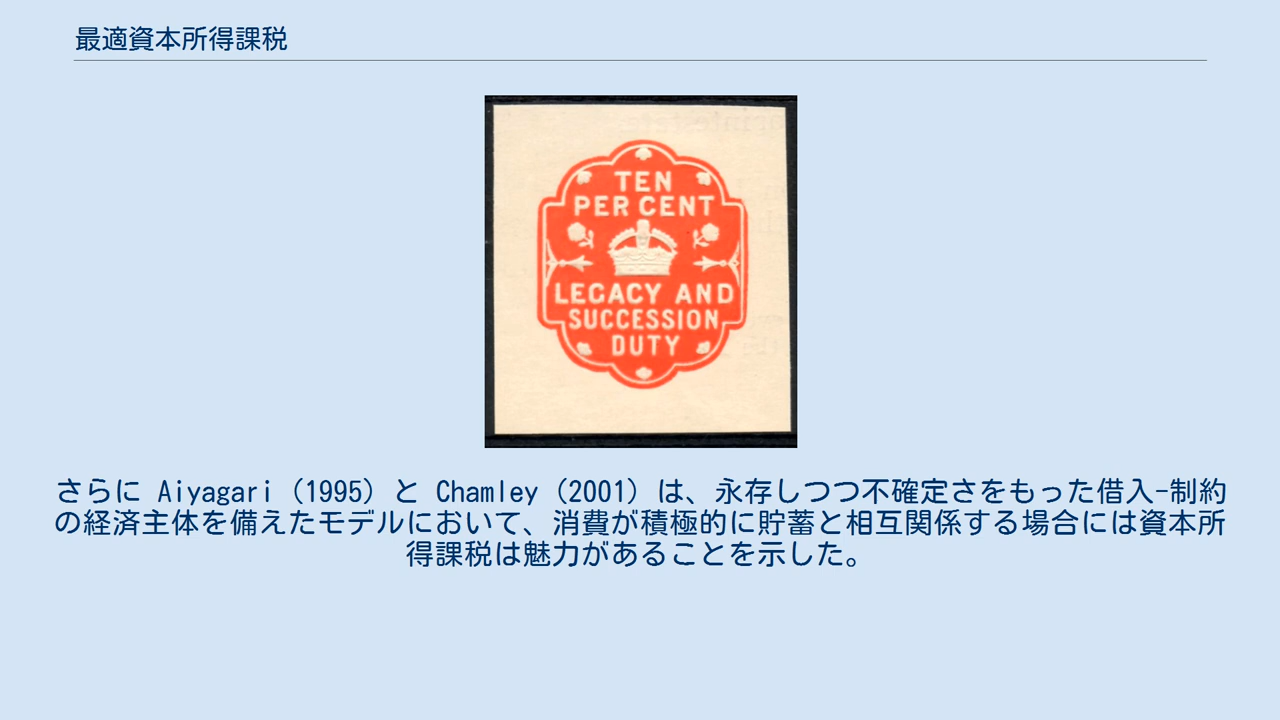 最適資本所得課税
TEN
PER CENT
LEGACY AND
SUCCESSION
DUTY
さらに Aiyagari (1995) と Chamley (2001) は、永存しつつ不確定さをもった借入-制約
の経済主体を備えたモデルにおいて、消費が積極的に貯蓄と相互関係する場合には資本所
得課税は魅力があることを示した。